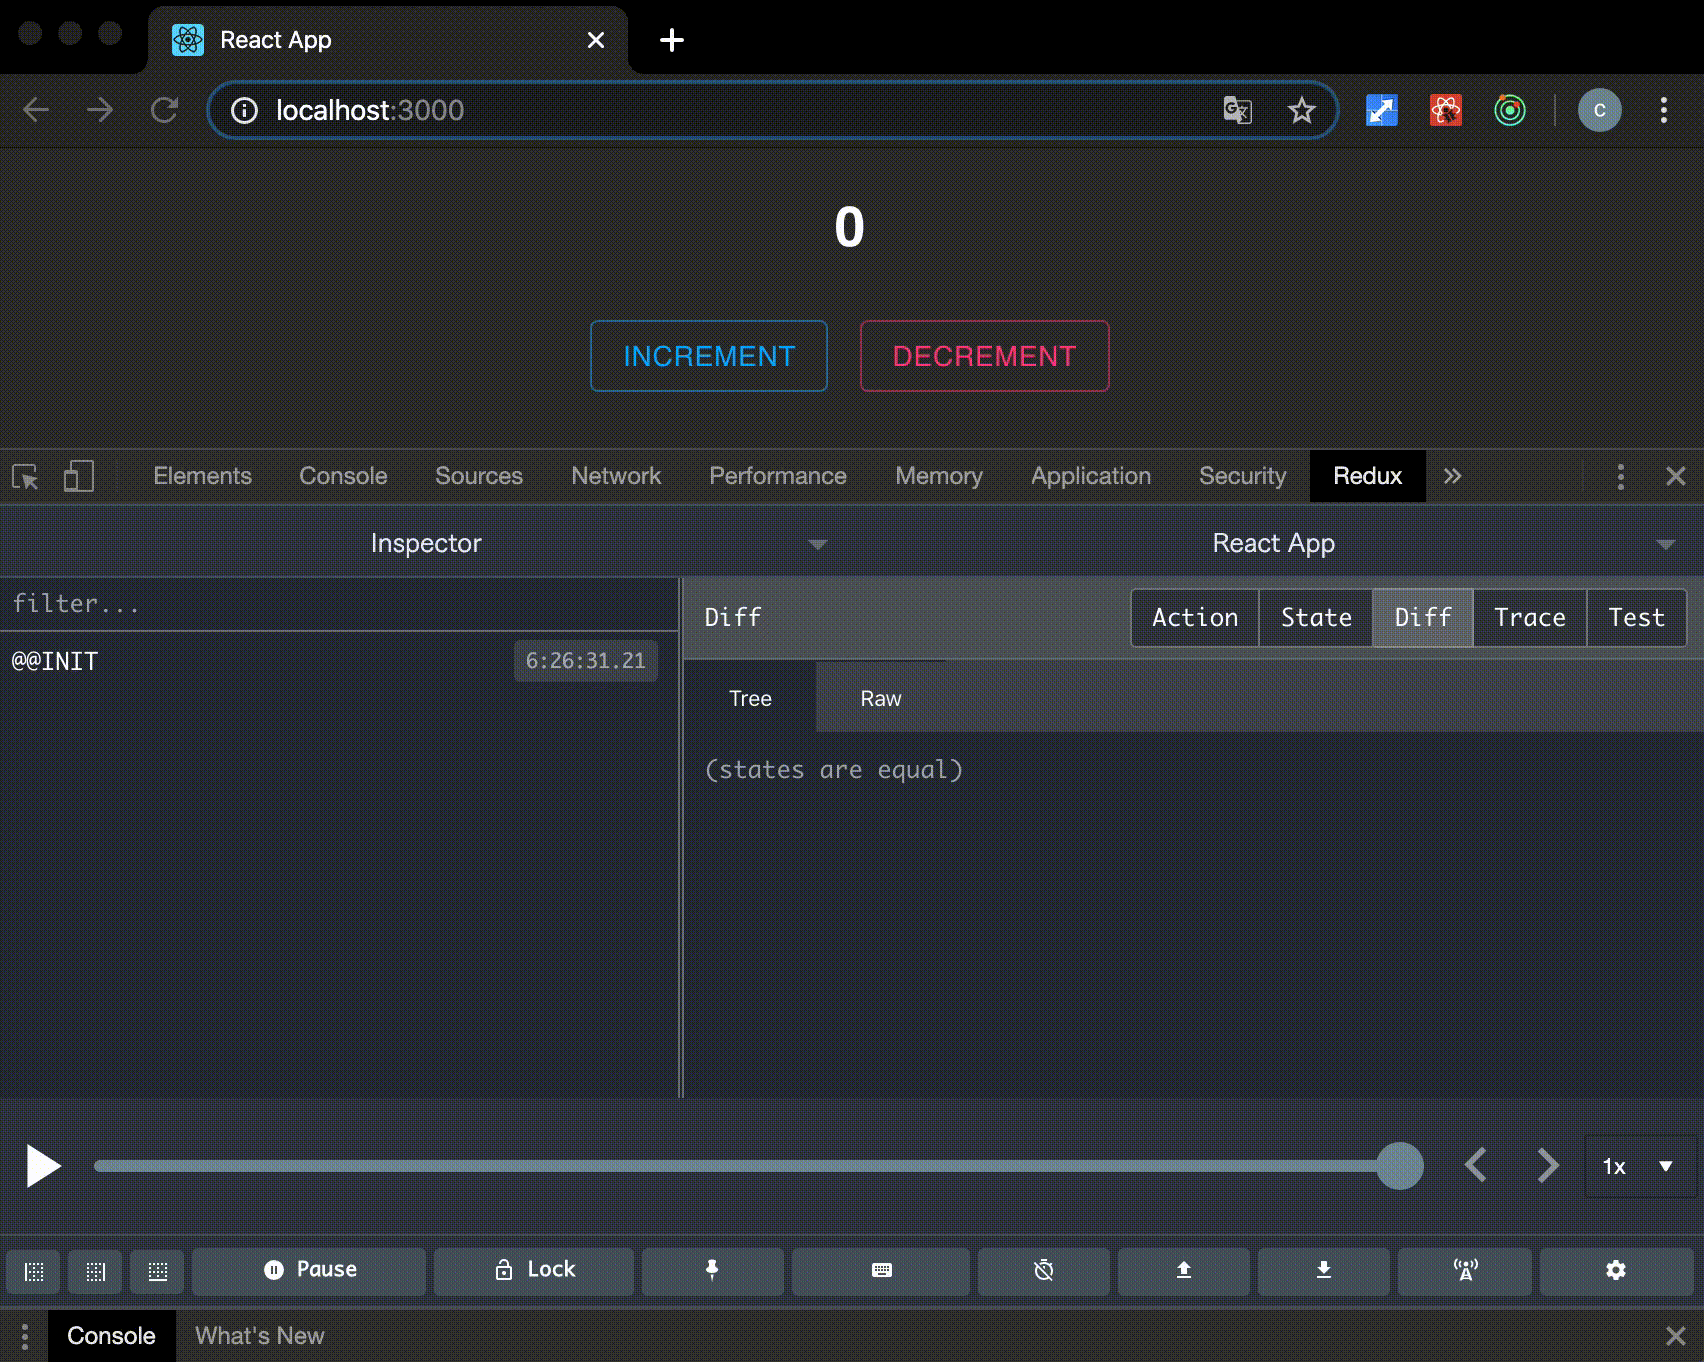 React App
localhost:3000
C
0
INCREMENT DECREMENT
Elements Console Sources Network Performance Memory Application Security Redux
Inspector React App
filter...
Diff Action State Diff Trace Test
@@INIT 6:26:31.21
Tree Raw
(states are equal)
1x
Pause Lock
Console What's New